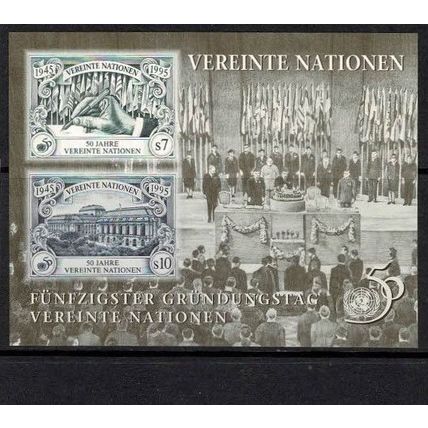 VEREINTE NATIONEN
1945 1995
VEREINTE NATIONEN
50 JAHRE
VEREINTE NATIONEN
S7
1945 1995
VEREINTE NATIONEN
50 JAHRE
VEREINTE NATIONEN
S10
FÜNFZIGSTER GRÜNDUNGSTAG
VEREINTE NATIONEN
50